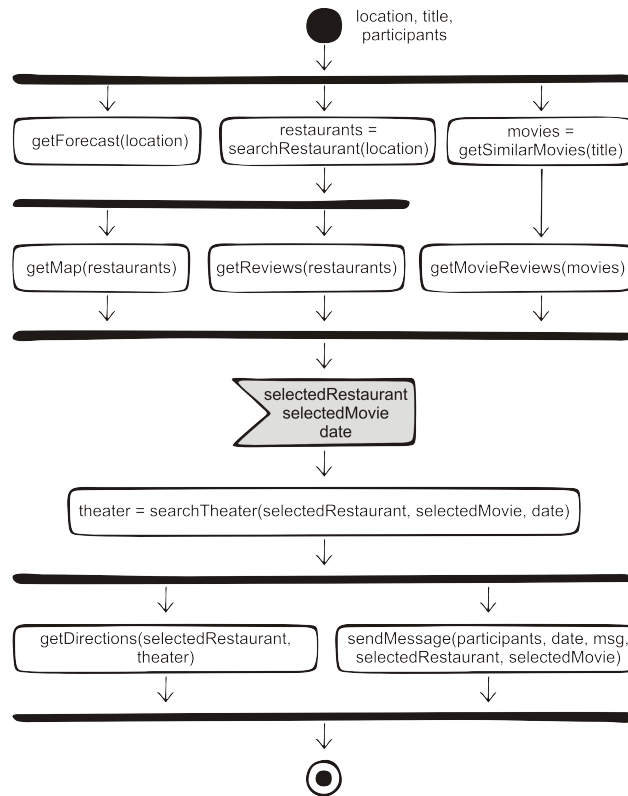 location, title,
participants
getForecast(location)
restaurants =
searchRestaurant(location)
movies =
getSimilarMovies(title)
getMap(restaurants)
getReviews(restaurants)
getMovieReviews(movies)
selectedRestaurant
selectedMovie
date
theater = searchTheater(selectedRestaurant, selectedMovie, date)
getDirections(selectedRestaurant,
theater)
sendMessage(participants, date, msg,
selectedRestaurant, selectedMovie)